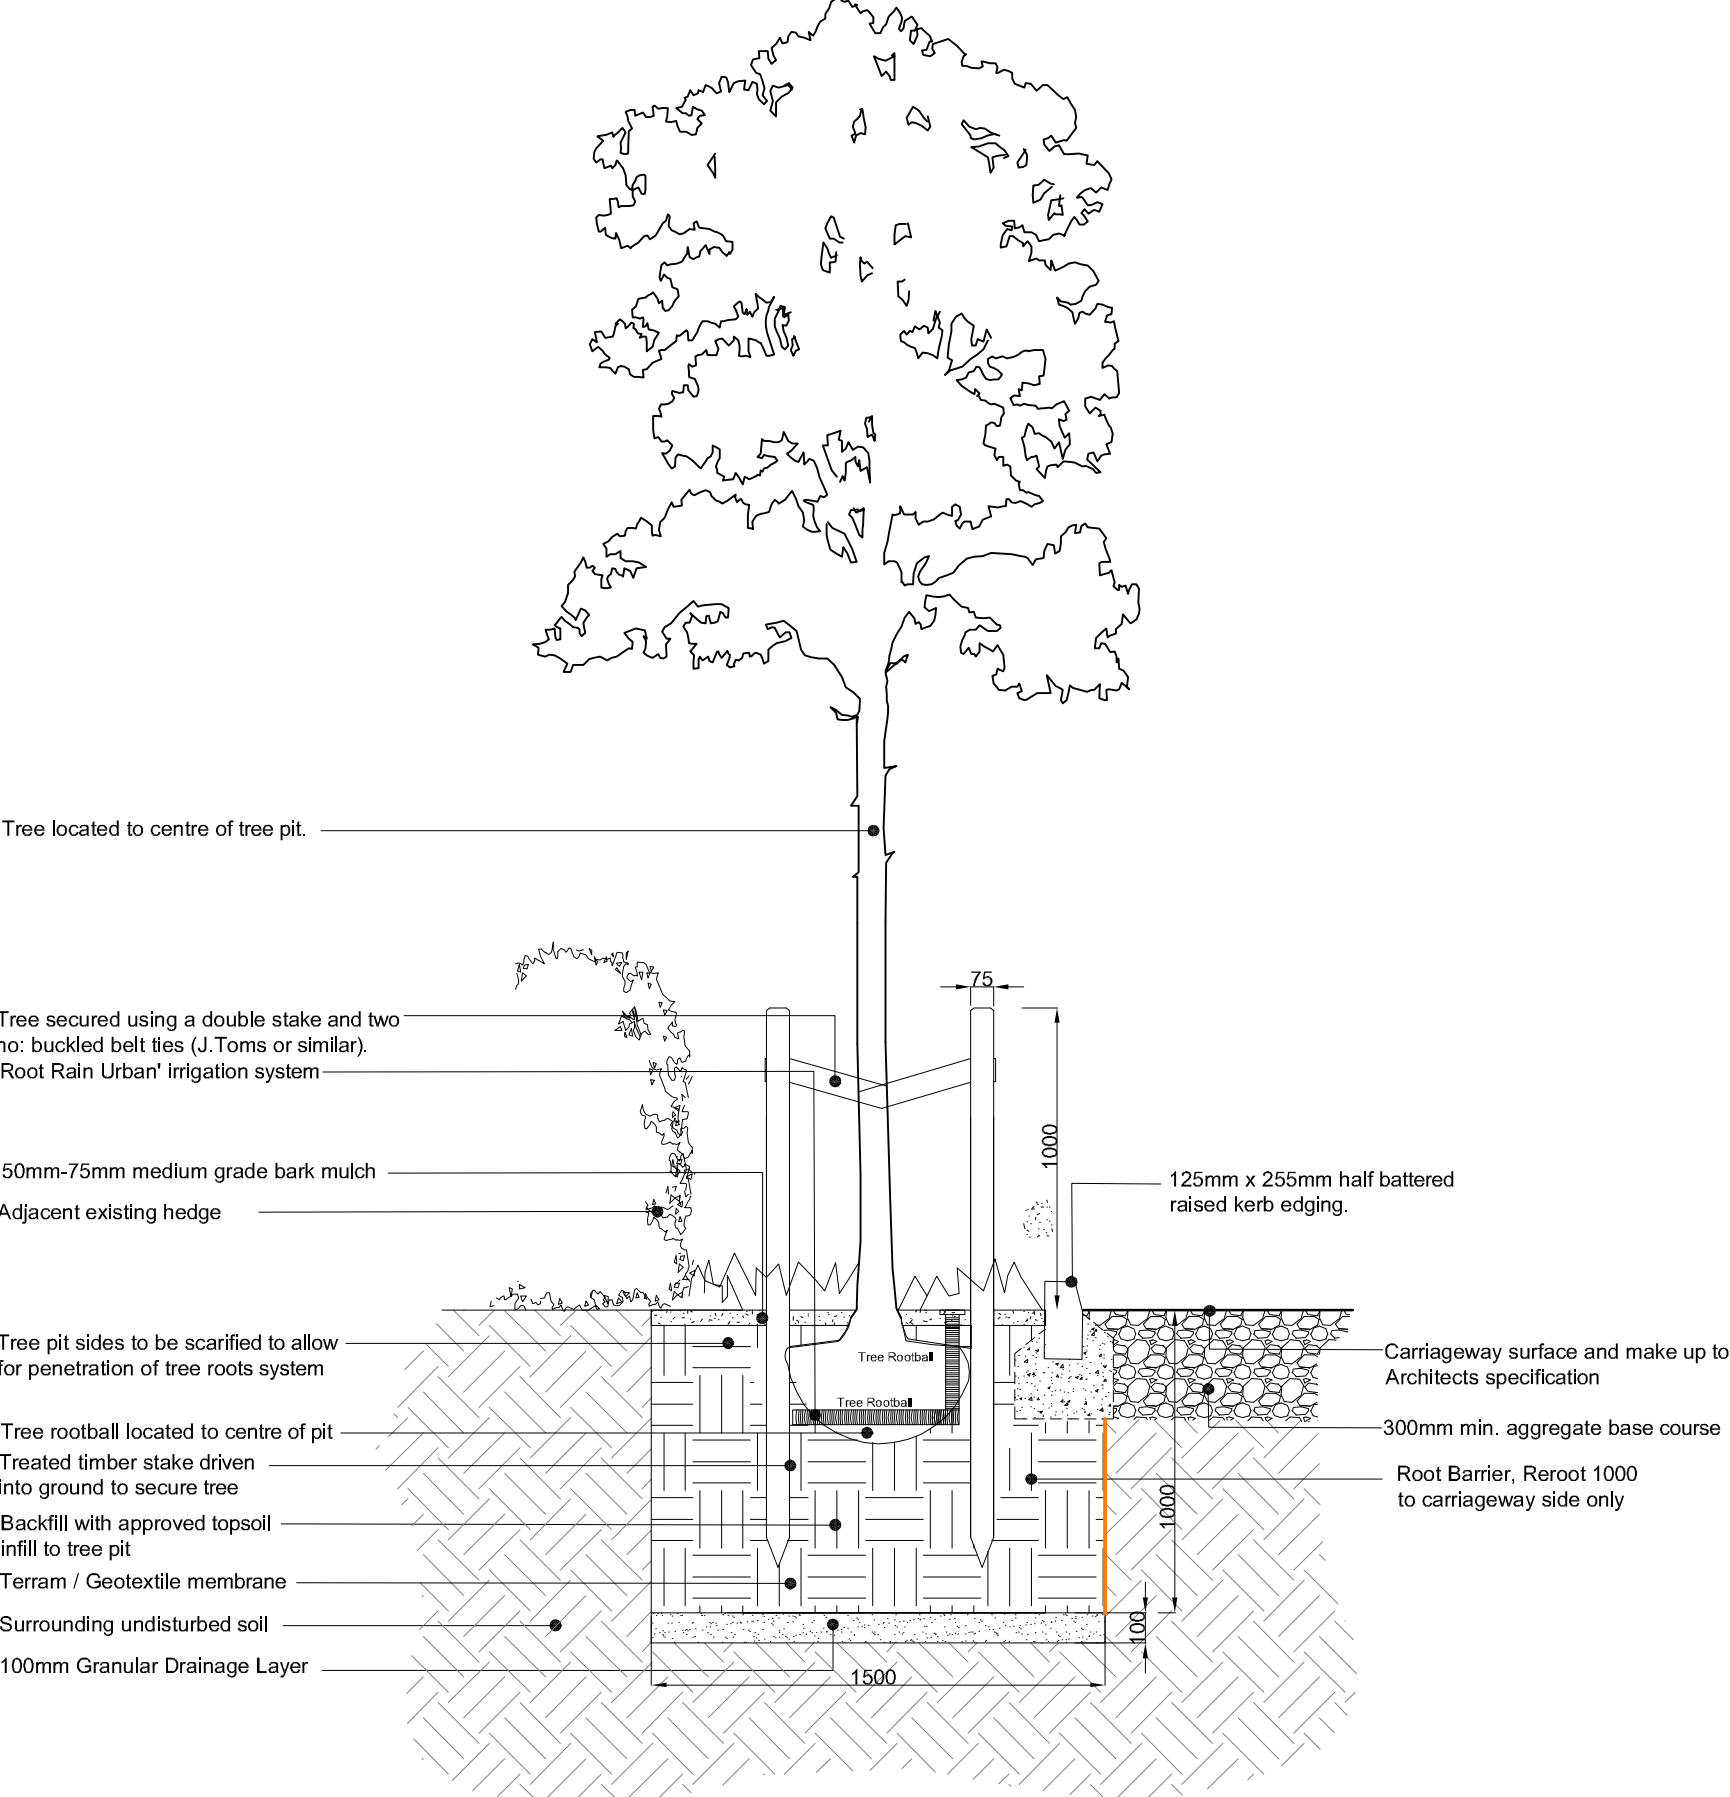 Tree located to centre of tree pit.
75
Tree secured using a double stake and two
no: buckled belt ties (J.Toms or similar).
Root Rain Urban' irrigation system
1000
50mm-75mm medium grade bark mulch
Adjacent existing hedge
125mm x 255mm half battered
raised kerb edging.
Tree pit sides to be scarified to allow
for penetration of tree roots system
Tree Rootball
Tree Rootball
Carriageway surface and make up to
Architects specification
300mm min. aggregate base course
Tree rootball located to centre of pit
Treated timber stake driven
into ground to secure tree
Root Barrier, Reroot 1000
to carriageway side only
1000
Backfill with approved topsoil
infill to tree pit
Terram / Geotextile membrane
Surrounding undisturbed soil
100
100mm Granular Drainage Layer
1500